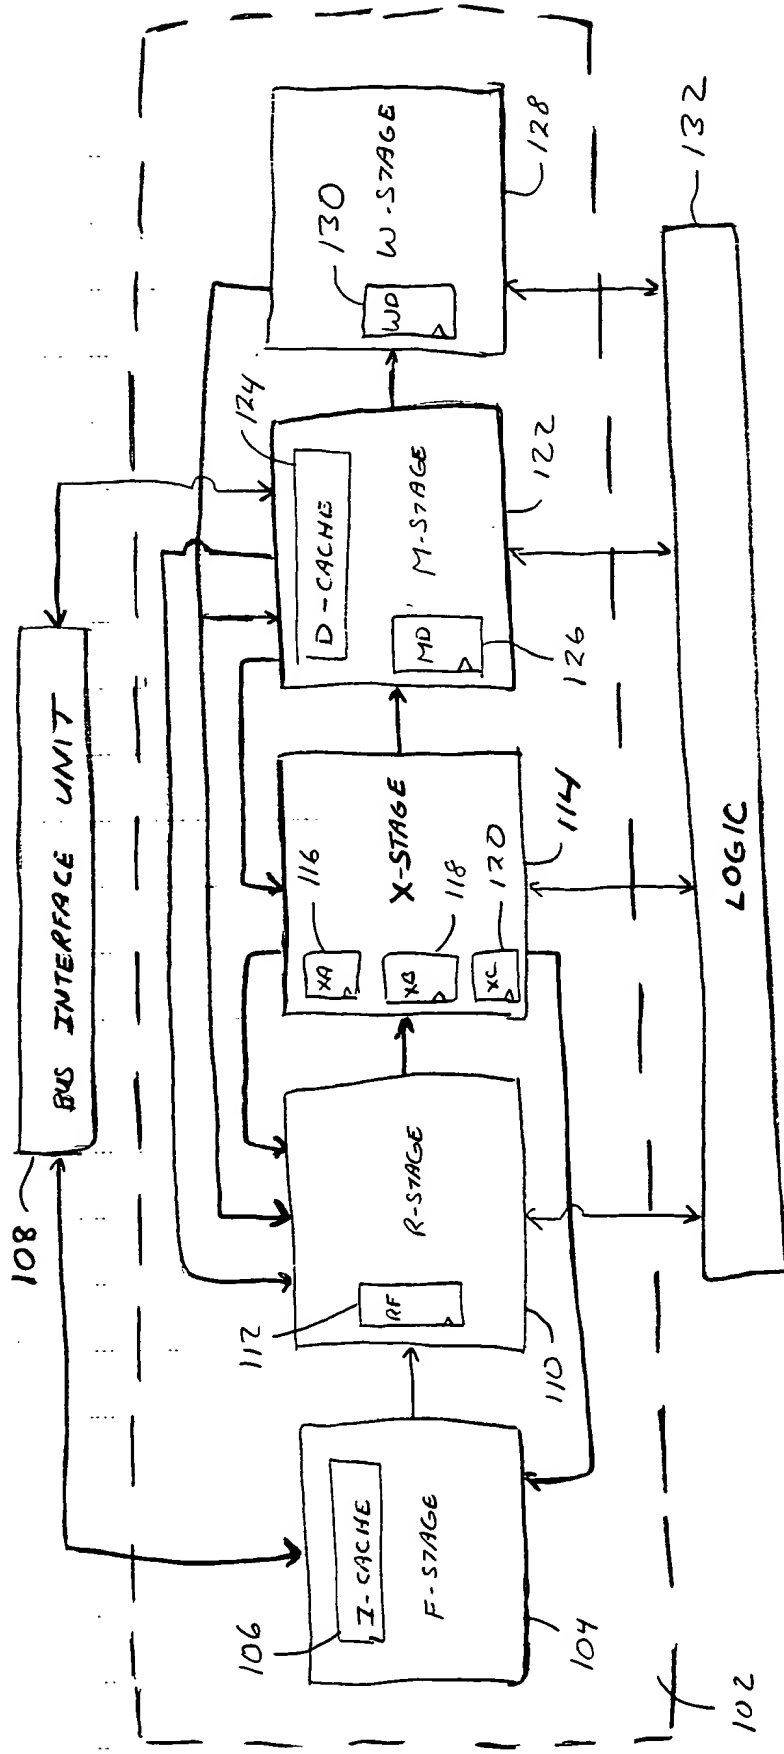 108
BUS INTERFACE UNIT
106
I-CACHE
F-STAGE
104
112
RF
R-STAGE
110
XA
116
XB
118
XC
120
X-STAGE
114
D-CACHE
124
MD
126
M-STAGE
122
WD
130
W-STAGE
128
102
LOGIC
132